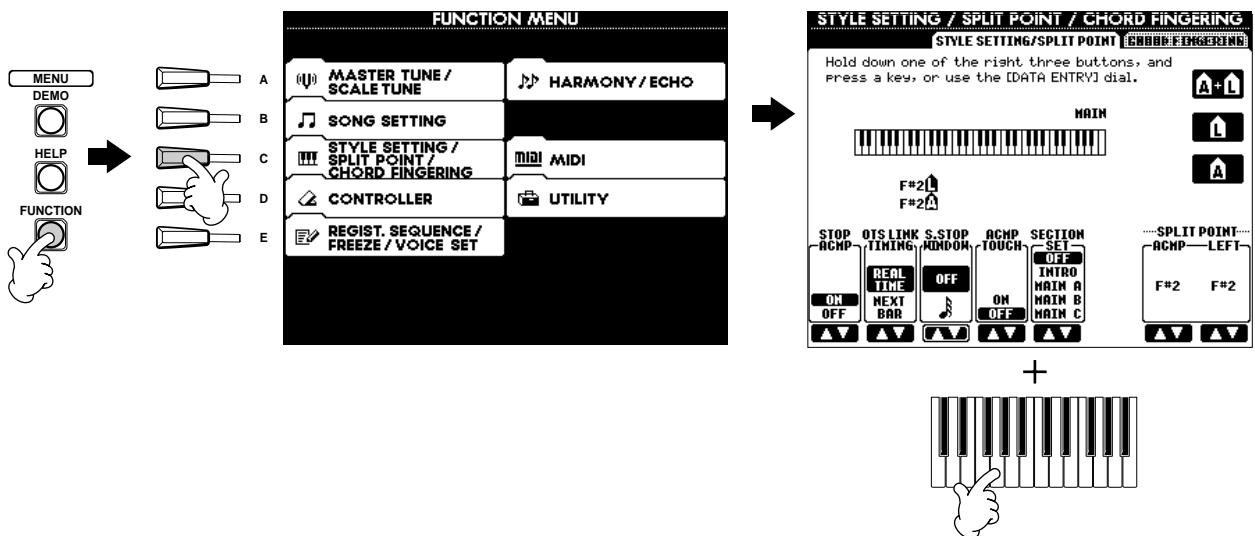 MENU
DEMO
HELP
FUNCTION
A
B
C
D
E
FUNCTION MENU
MASTER TUNE /
SCALE TUNE
HARMONY / ECHO
SONG SETTING
STYLE SETTING /
SPLIT POINT /
CHORD FINGERING
MIDI MIDI
CONTROLLER
UTILITY
REGIST. SEQUENCE /
FREEZE / VOICE SET
STYLE SETTING / SPLIT POINT / CHORD FINGERING
STYLE SETTING/SPLIT POINT CHORD FINGERING
Hold down one of the right three buttons, and
press a key, or use the [DATA ENTRY] dial.
A+L
L
A
MAIN
F#2 L
F#2 A
STOP ACMP
ON
OFF
OTS LINK TIMING
REAL TIME
NEXT BAR
S.STOP WINDOW
OFF
ACMP TOUCH
ON
OFF
SECTION SET
OFF
INTRO
MAIN A
MAIN B
MAIN C
SPLIT POINT
ACMP LEFT
F#2 F#2
+